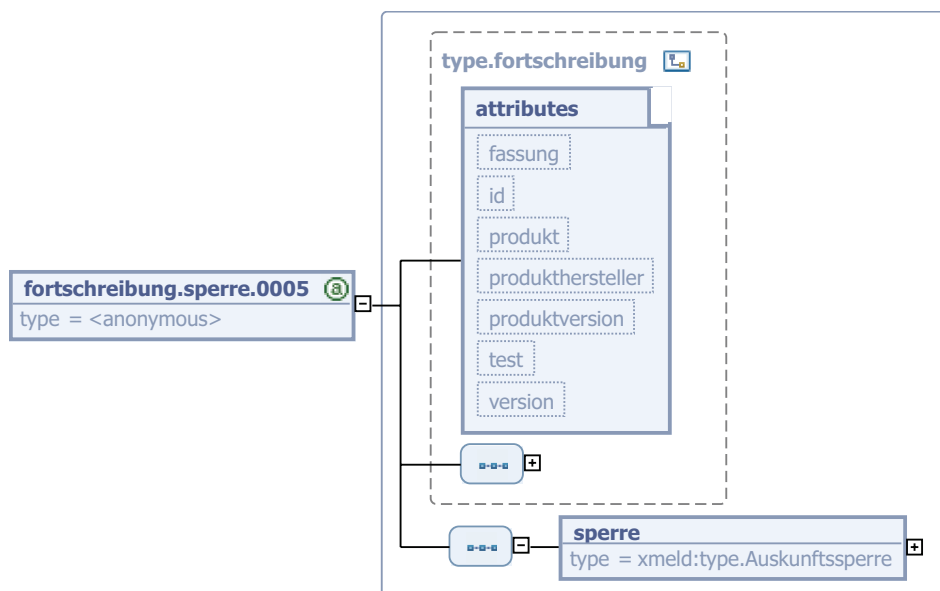 type.fortschreibung
attributes
fassung
id
produkt
produkthersteller
produktversion
test
version
fortschreibung.sperre.0005 @
type = <anonymous>
sperre
type = xmeld:type.Auskunftssperre